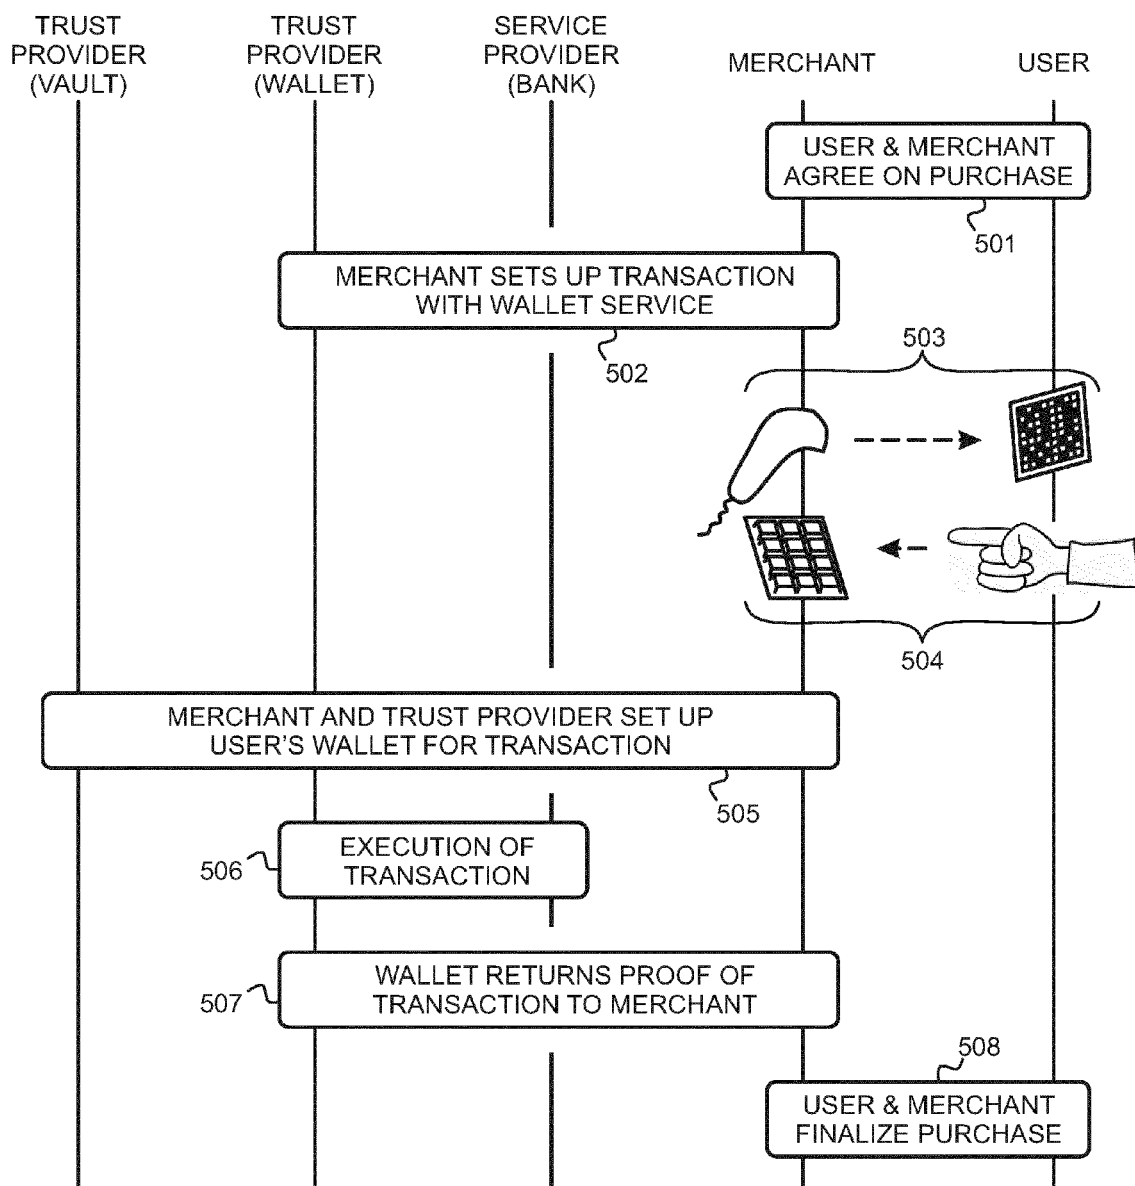 TRUST
PROVIDER
(VAULT)
TRUST
PROVIDER
(WALLET)
SERVICE
PROVIDER
(BANK)
MERCHANT
USER
USER & MERCHANT
AGREE ON PURCHASE
501
MERCHANT SETS UP TRANSACTION
WITH WALLET SERVICE
502
503
504
MERCHANT AND TRUST PROVIDER SET UP
USER'S WALLET FOR TRANSACTION
505
EXECUTION OF
TRANSACTION
506
WALLET RETURNS PROOF OF
TRANSACTION TO MERCHANT
507
508
USER & MERCHANT
FINALIZE PURCHASE